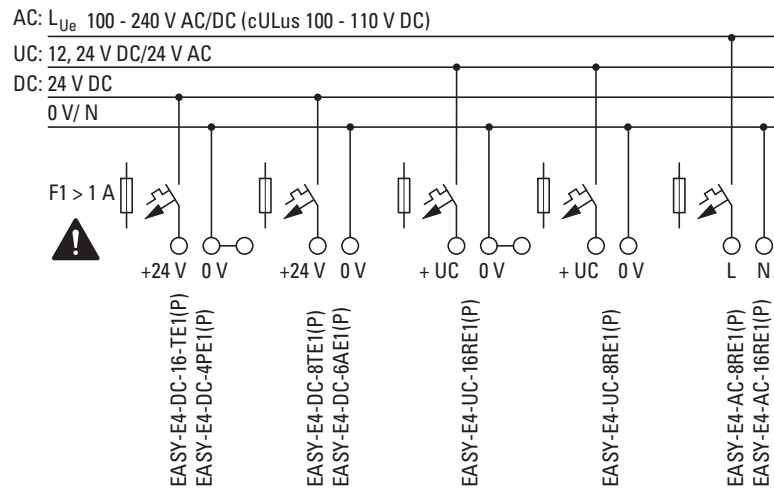 AC: L_Ue 100 - 240 V AC/DC (cULus 100 - 110 V DC)
UC: 12, 24 V DC/24 V AC
DC: 24 V DC
0 V/ N
F1 > 1 A
+24 V 0 V +24 V 0 V + UC 0 V + UC 0 V L N
EASY-E4-DC-16-TE1(P)
EASY-E4-DC-4PE1(P)
EASY-E4-DC-8TE1(P)
EASY-E4-DC-6AE1(P)
EASY-E4-UC-16RE1(P)
EASY-E4-UC-8RE1(P)
EASY-E4-AC-8RE1(P)
EASY-E4-AC-16RE1(P)